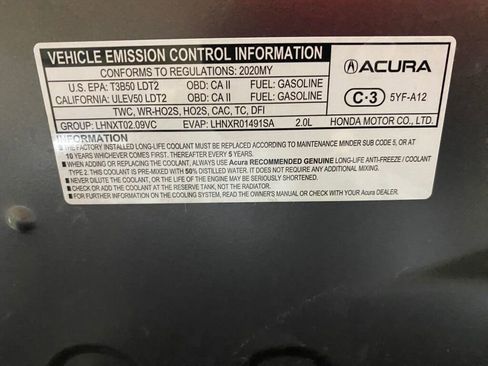 VEHICLE EMISSION CONTROL INFORMATION
CONFORMS TO REGULATIONS: 2020MY
U.S. EPA: T3B50 LDT2 OBD: CA II FUEL: GASOLINE
CALIFORNIA: ULEV50 LDT2 OBD: CA II FUEL: GASOLINE
TWC, WR-HO2S, HO2S, CAC, TC, DFI
GROUP: LHNXT02.09VC EVAP: LHNXR01491SA 2.0L
ACURA
C·3 5YF-A12
HONDA MOTOR CO., LTD.
INFORMATION
THE FACTORY INSTALLED LONG-LIFE COOLANT MUST BE REPLACED ACCORDING TO MAINTENANCE MINDER SUB CODE 5, OR AT
10 YEARS WHICHEVER COMES FIRST. THEREAFTER EVERY 5 YEARS.
WHEN ADDING OR REPLACING THE COOLANT, ALWAYS USE Acura RECOMMENDED GENUINE LONG-LIFE ANTI-FREEZE / COOLANT
TYPE 2. THIS COOLANT IS PRE-MIXED WITH 50% DISTILLED WATER. IT DOES NOT REQUIRE ANY ADDITIONAL MIXING.
OTHERWISE, CORROSION MAY OCCUR, OR THE LIFE OF THE ENGINE MAY BE SERIOUSLY SHORTENED.
CHECK OR ADD COOLANT AT THE RESERVE TANK, NOT THE RADIATOR.
FOR FURTHER INFORMATION ON THE COOLING SYSTEM, READ THE OWNER'S MANUAL OR CHECK WITH YOUR Acura DEALER.